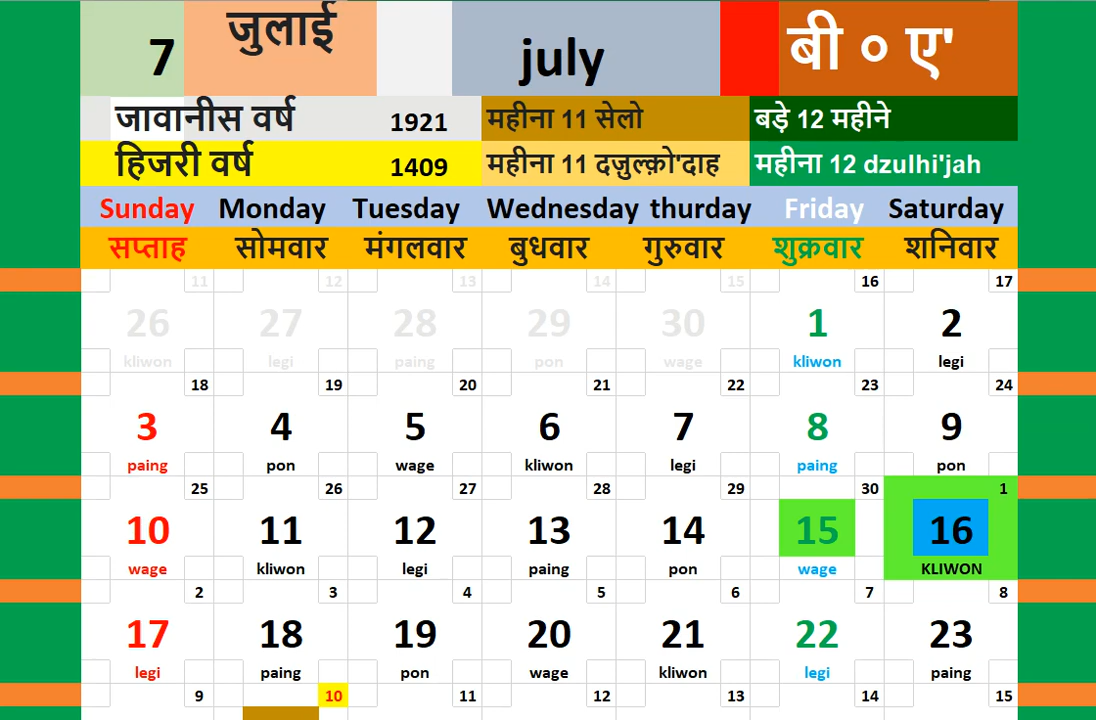 7 जुलाई july बी ० ए'
जावानीस वर्ष 1921 महीना 11 सेलो बड़े 12 महीने
हिजरी वर्ष 1409 महीना 11 दज़ुल्क़ो'दाह महीना 12 dzulhi'jah
Sunday Monday Tuesday Wednesday thurday Friday Saturday
सप्ताह सोमवार मंगलवार बुधवार गुरुवार शुक्रवार शनिवार
11 12 13 14 15 16 17
26 27 28 29 30 1 2
kliwon legi paing pon wage kliwon legi
18 19 20 21 22 23 24
3 4 5 6 7 8 9
paing pon wage kliwon legi paing pon
25 26 27 28 29 30 1
10 11 12 13 14 15 16
wage kliwon legi paing pon wage KLIWON
2 3 4 5 6 7 8
17 18 19 20 21 22 23
legi paing pon wage kliwon legi paing
9 10 11 12 13 14 15